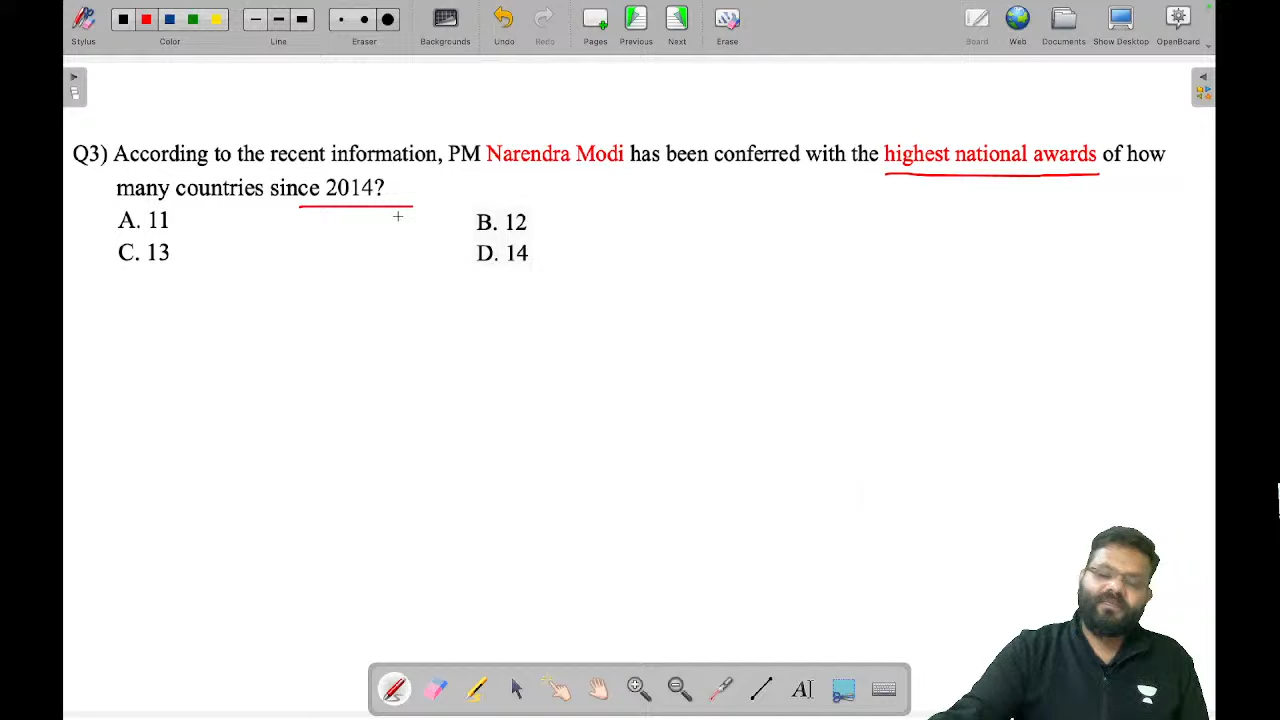 Stylus Color Line Eraser Backgrounds Undo Redo Pages Previous Next Erase Board Web Documents Show Desktop OpenBoard
Q3) According to the recent information, PM Narendra Modi has been conferred with the highest national awards of how
many countries since 2014?
A. 11 B. 12
C. 13 D. 14